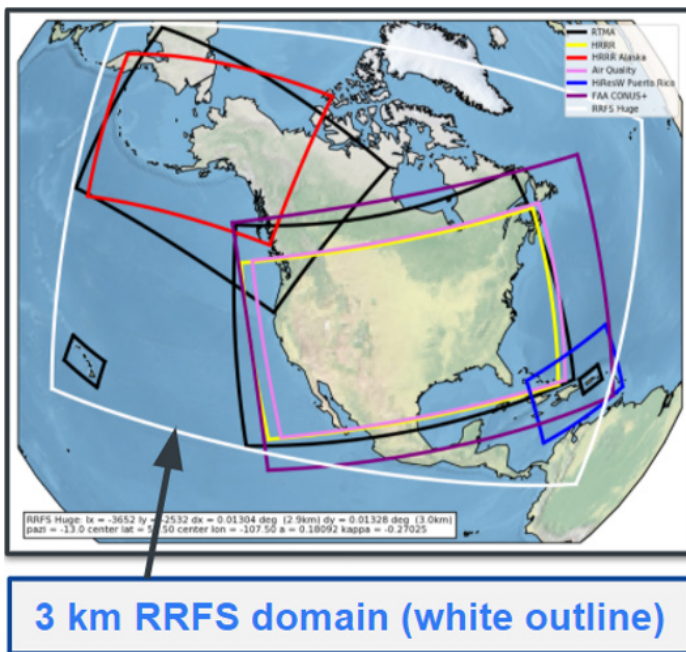 RTMA
HRRR
HRRR Alaska
Air Quality
HiResW Puerto Rico
FAA CONUS+
RRFS Huge
RRFS Huge: lx = -3652 ly = -2532 dx = 0.01304 deg (2.9km) dy = 0.01328 deg (3.0km)
pazi = -13.0 center lat = .50 center lon = -107.50 a = 0.18092 kappa = -0.27025
3 km RRFS domain (white outline)